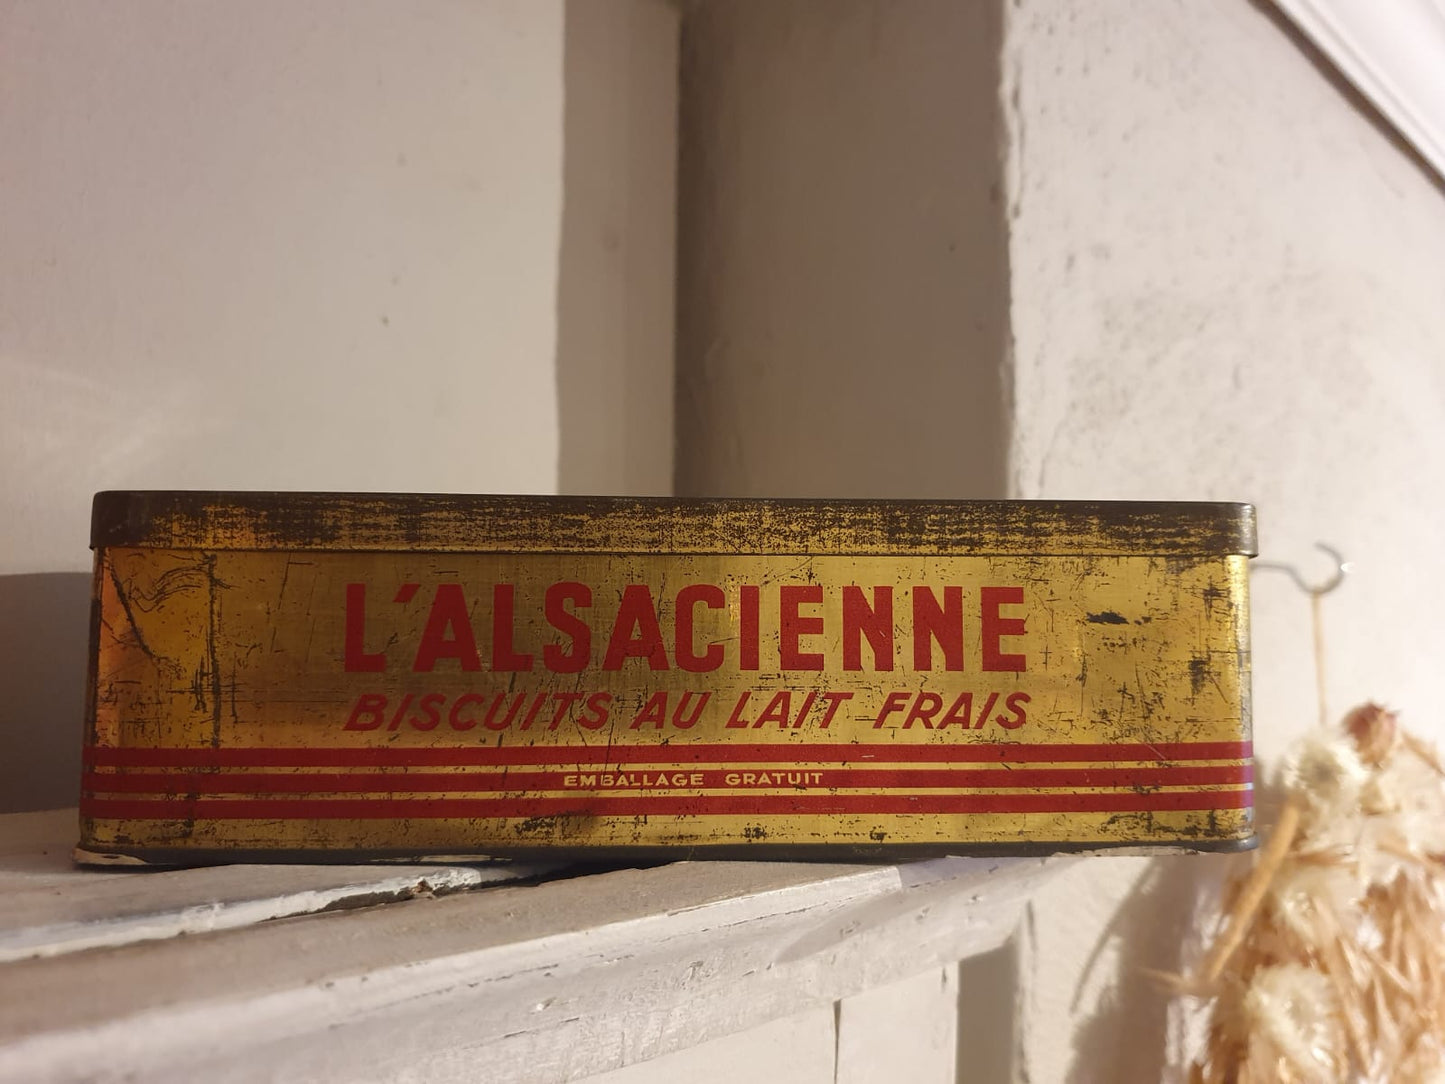 L'ALSACIENNE
BISCUITS AU LAIT FRAIS
EMBALLAGE GRATUIT